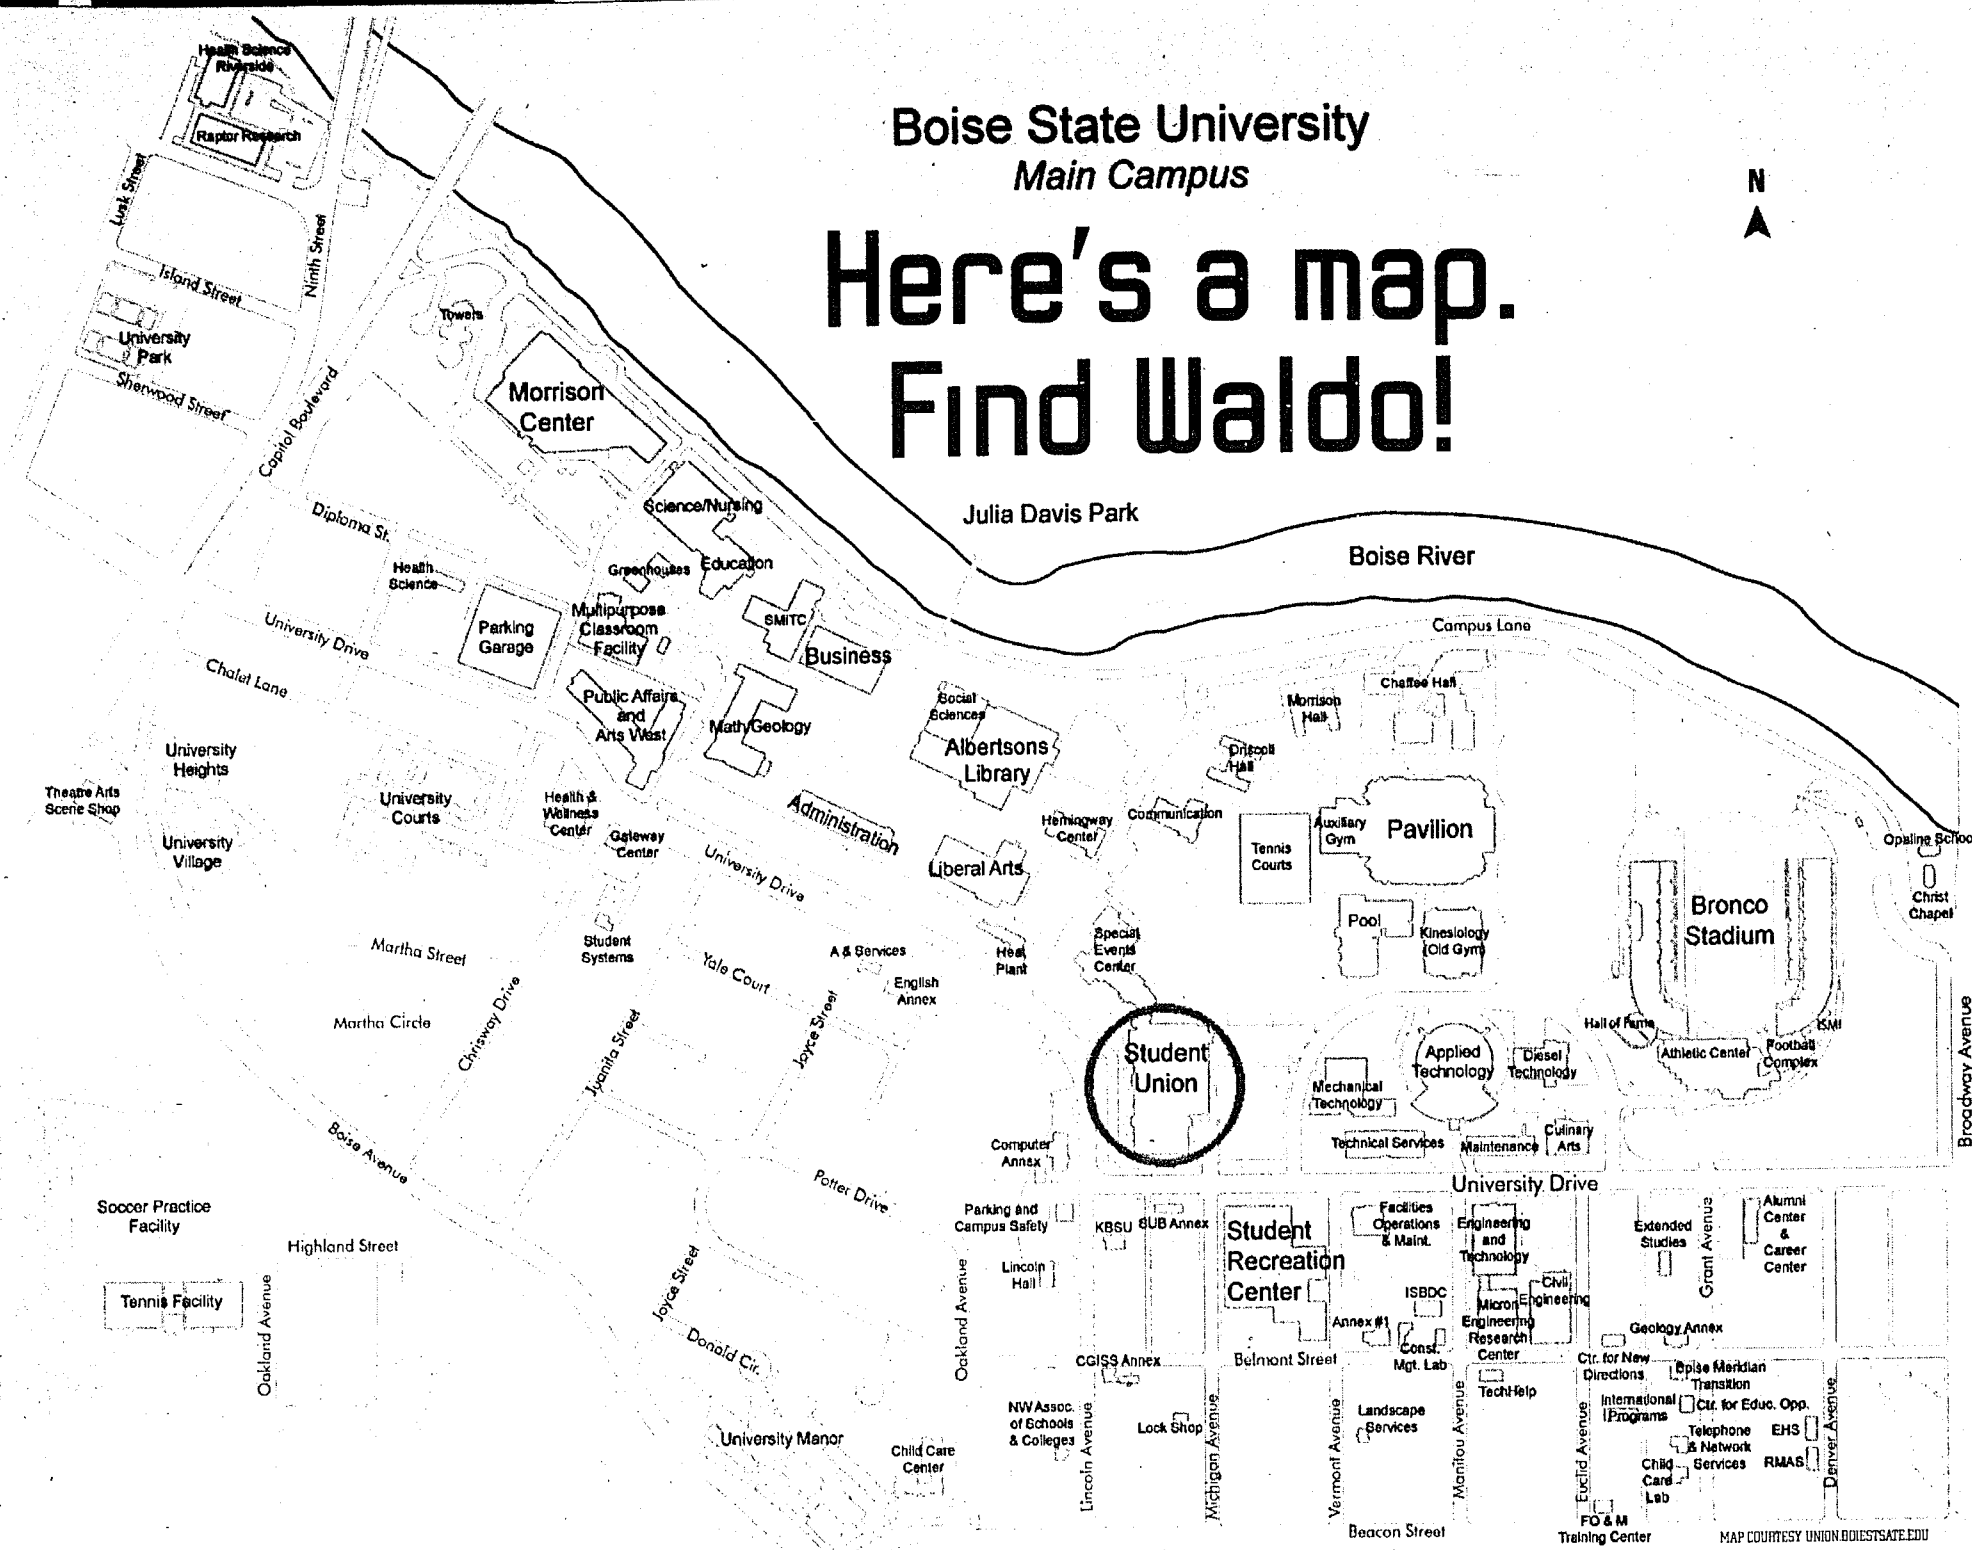 Boise State University
Main Campus
N
Here's a map.
Find Waldo!
Health Science
Riverside
Raptor Research
Lusk Street
Ninth Street
Island Street
University
Park
Sherwood Street
Capitol Boulevard
Towers
Morrison
Center
Julia Davis Park
Boise River
Campus Lane
Diploma St.
Science/Nursing
Health
Science
Greenhouses
Education
Parking
Garage
Multipurpose
Classroom
Facility
SMITC
Business
University Drive
Chalet Lane
Public Affairs
and
Arts West
Math/Geology
Social
Sciences
Albertsons
Library
Morrison
Hall
Chaffee Hall
Driscoll
Hall
University
Heights
Theatre Arts
Scene Shop
University
Courts
Health &
Wellness
Center
Gateway
Center
Administration
Hemingway
Center
Communication
Tennis
Courts
Auxiliary
Gym
Pavilion
University
Village
University Drive
Liberal Arts
Opaline School
Christ
Chapel
Bronco
Stadium
Pool
Kinesiology
(Old Gym)
Martha Street
Student
Systems
Yale Court
A & Services
English
Annex
Heat
Plant
Special
Events
Center
Martha Circle
Chrisway Drive
Juanita Street
Joyce Street
Student
Union
Mechanical
Technology
Applied
Technology
Diesel
Technology
Hall of Fame
Athletic Center
Football
Complex
ISMI
Broadway Avenue
Boise Avenue
Computer
Annex
Technical Services
Maintenance
Culinary
Arts
University Drive
Potter Drive
Soccer Practice
Facility
Highland Street
Parking and
Campus Safety
KBSU
SUB Annex
Student
Recreation
Center
Facilities
Operations
& Maint.
Engineering
and
Technology
Extended
Studies
Grant Avenue
Alumni
Center
&
Career
Center
Lincoln
Hall
Tennis Facility
Oakland Avenue
Joyce Street
Donald Cir.
Oakland Avenue
ISBDC
Annex #1
Const.
Mgt. Lab
Micron
Engineering
Research
Center
Civil
Engineering
Geology Annex
CGISS Annex
Belmont Street
Ctr. for New
Directions
Boise Meridian
Transition
TechHelp
International
Programs
Ctr. for Educ. Opp.
NW Assoc.
of Schools
& Colleges
Lock Shop
Landscape
Services
Telephone
& Network
Services
EHS
RMAS
Child
Care
Lab
University Manor
Child Care
Center
Lincoln Avenue
Michigan Avenue
Vermont Avenue
Manitou Avenue
Euclid Avenue
Denver Avenue
Beacon Street
FO & M
Training Center
MAP COURTESY UNION.BOIESTSATE.EDU